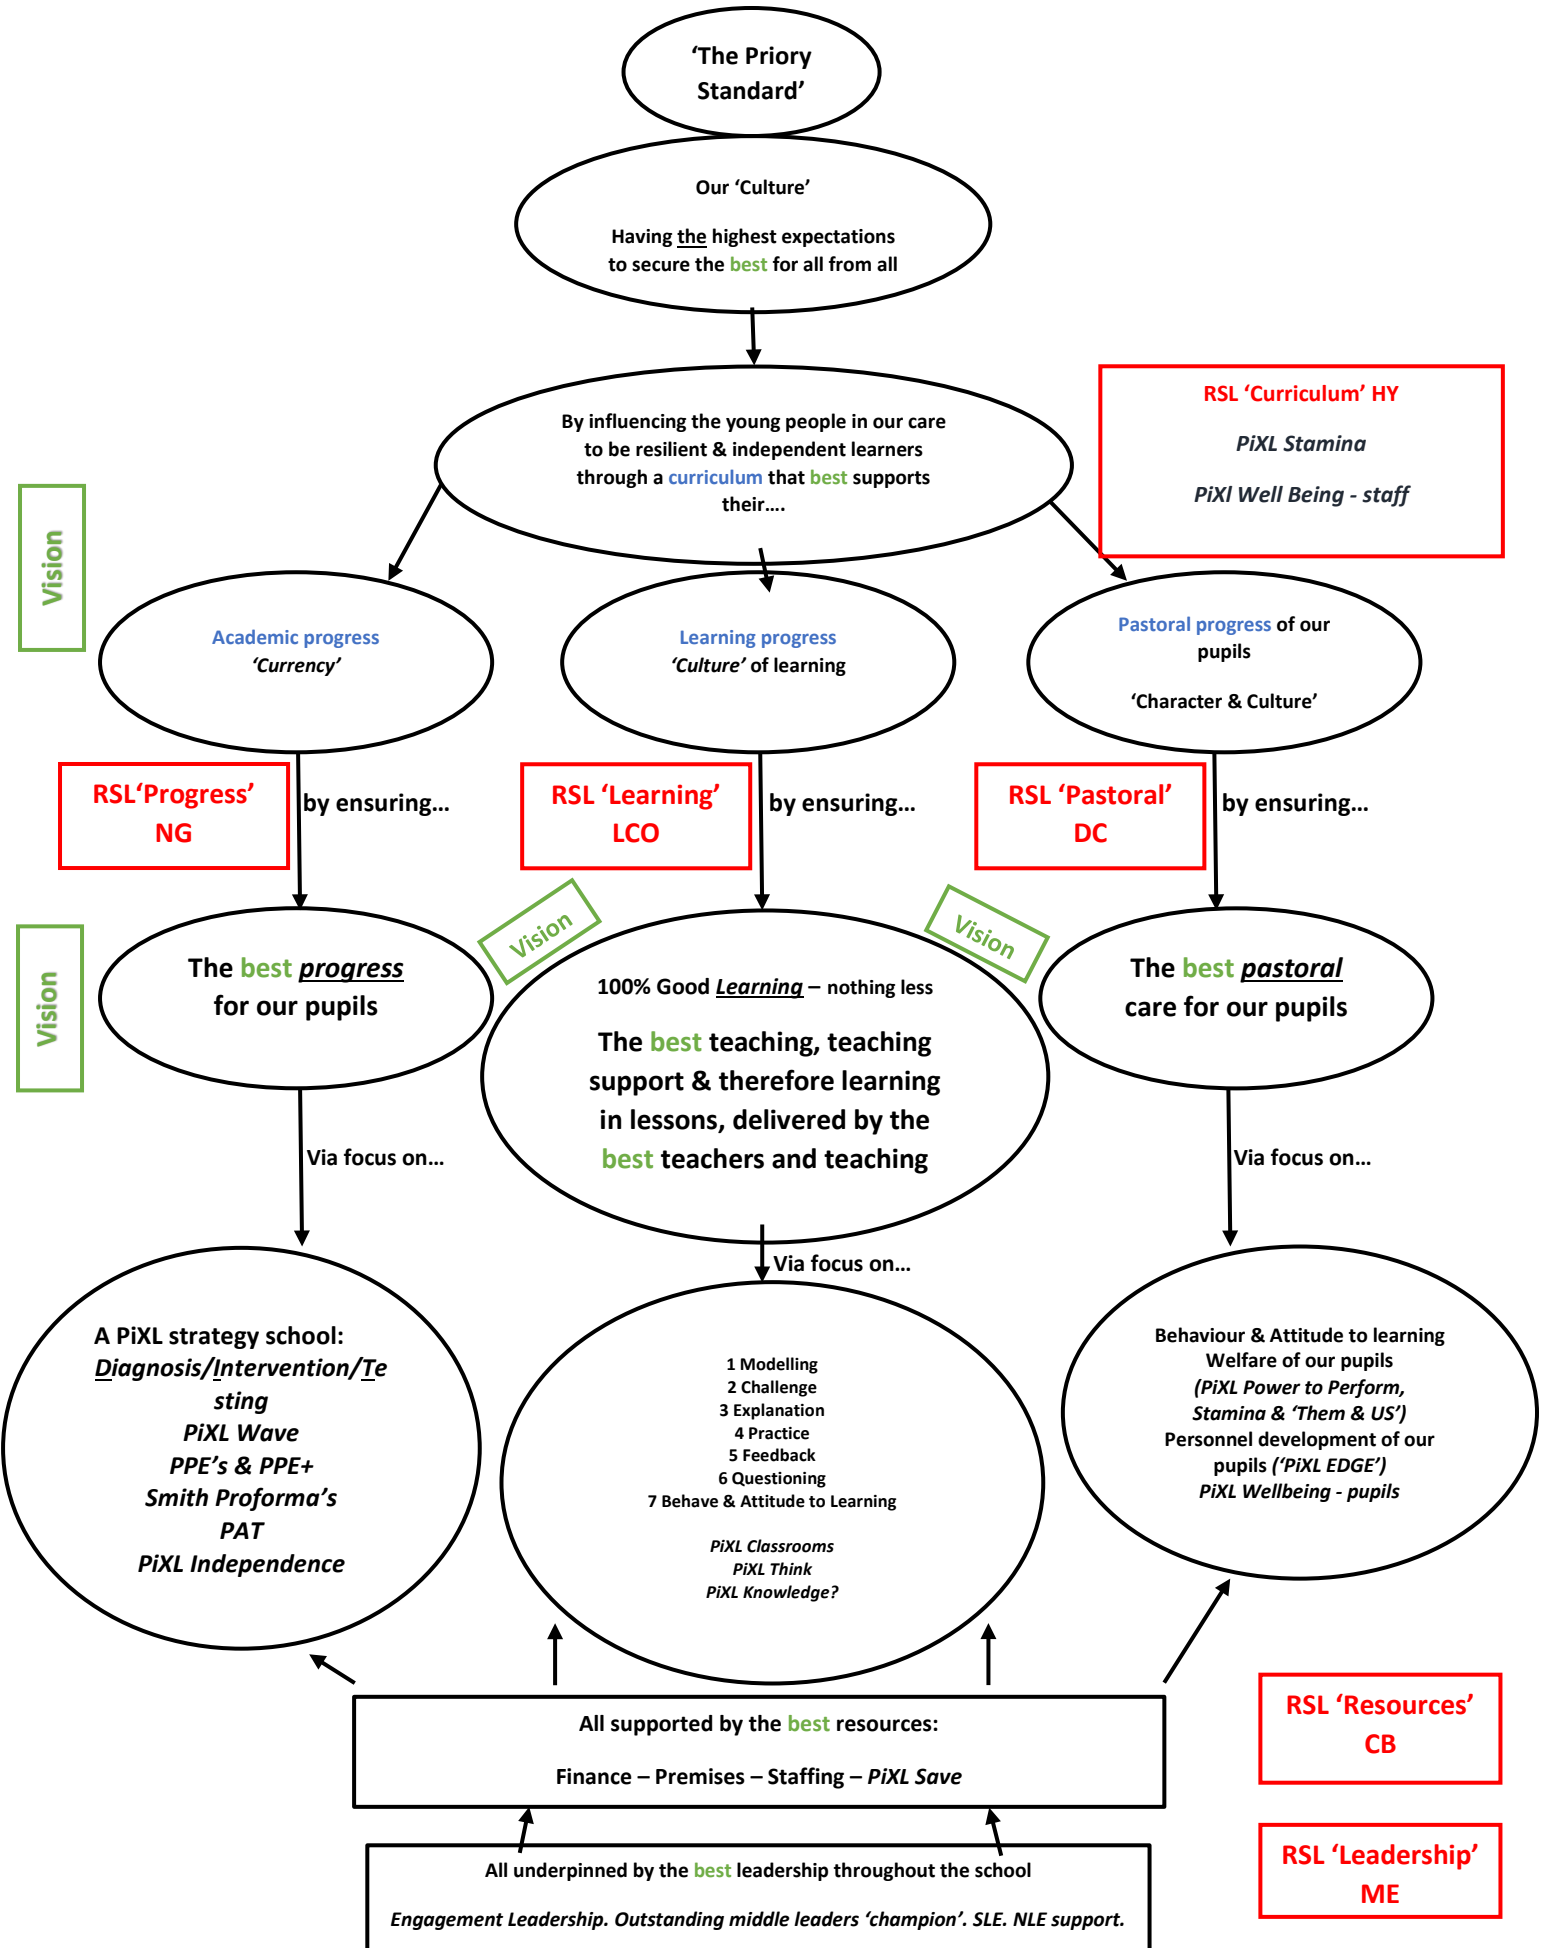 ‘The Priory
Standard’
Our ‘Culture’
Having the highest expectations
to secure the best for all from all
By influencing the young people in our care
to be resilient & independent learners
through a curriculum that best supports
their….
RSL ‘Curriculum’ HY
PiXL Stamina
PiXl Well Being - staff
Vision
Academic progress
‘Currency’
Learning progress
‘Culture’ of learning
Pastoral progress of our
pupils
‘Character & Culture’
RSL‘Progress’
NG
by ensuring…
RSL ‘Learning’
LCO
by ensuring…
RSL ‘Pastoral’
DC
by ensuring…
Vision
Vision
Vision
The best progress
for our pupils
100% Good Learning – nothing less
The best teaching, teaching
support & therefore learning
in lessons, delivered by the
best teachers and teaching
The best pastoral
care for our pupils
Via focus on…
Via focus on…
Via focus on…
A PiXL strategy school:
Diagnosis/Intervention/Te
sting
PiXL Wave
PPE’s & PPE+
Smith Proforma’s
PAT
PiXL Independence
1 Modelling
2 Challenge
3 Explanation
4 Practice
5 Feedback
6 Questioning
7 Behave & Attitude to Learning
PiXL Classrooms
PiXL Think
PiXL Knowledge?
Behaviour & Attitude to learning
Welfare of our pupils
(PiXL Power to Perform,
Stamina & ‘Them & US’)
Personnel development of our
pupils (‘PiXL EDGE’)
PiXL Wellbeing - pupils
All supported by the best resources:
Finance – Premises – Staffing – PiXL Save
RSL ‘Resources’
CB
All underpinned by the best leadership throughout the school
Engagement Leadership. Outstanding middle leaders ‘champion’. SLE. NLE support.
RSL ‘Leadership’
ME